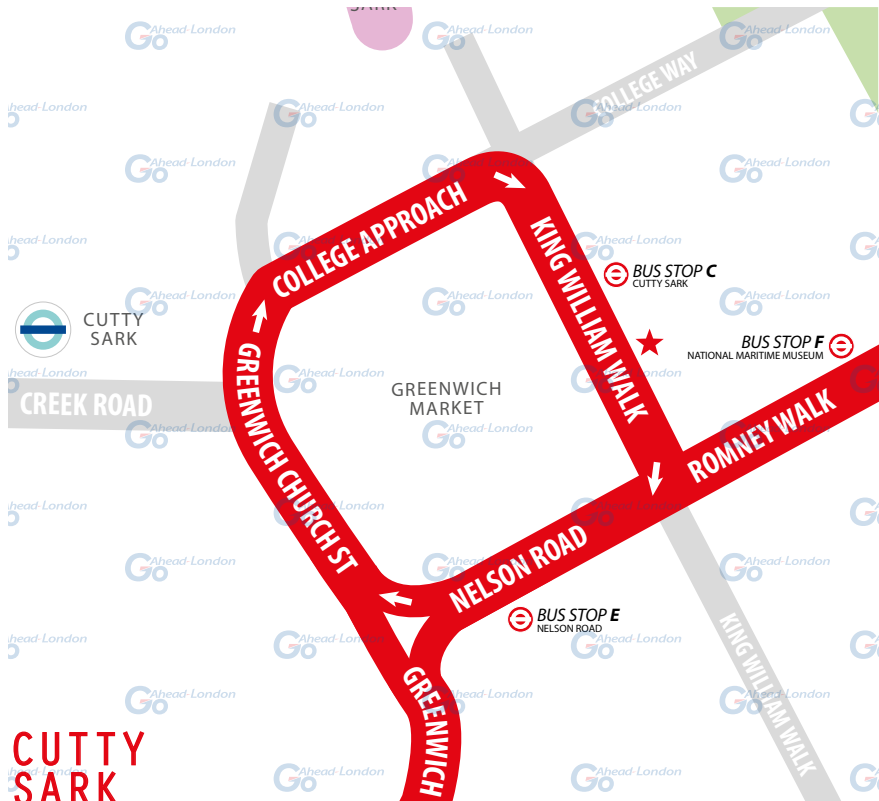 SARK
COLLEGE WAY
COLLEGE APPROACH
KING WILLIAM WALK
BUS STOP C
CUTTY SARK
CUTTY
SARK
BUS STOP F
NATIONAL MARITIME MUSEUM
GREENWICH
MARKET
CREEK ROAD
GREENWICH CHURCH ST
ROMNEY WALK
NELSON ROAD
BUS STOP E
NELSON ROAD
KING WILLIAM WALK
GREENWICH
CUTTY
SARK
Go Ahead-London